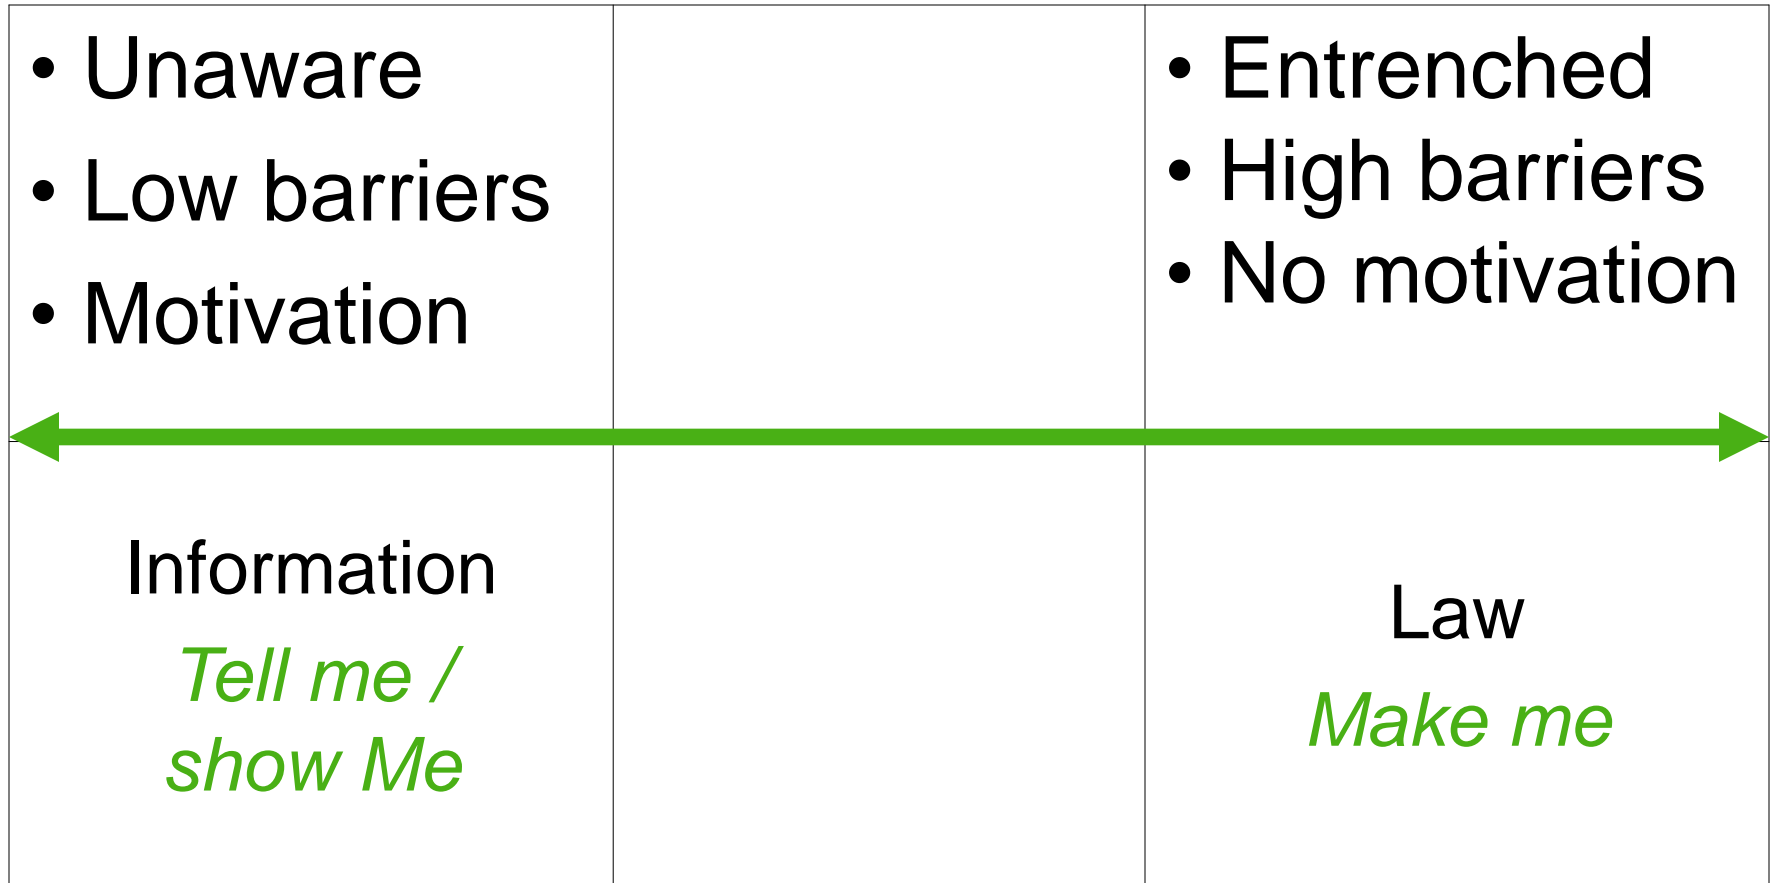 • Unaware
• Low barriers
• Motivation
• Entrenched
• High barriers
• No motivation
Information
Tell me /
show Me
Law
Make me